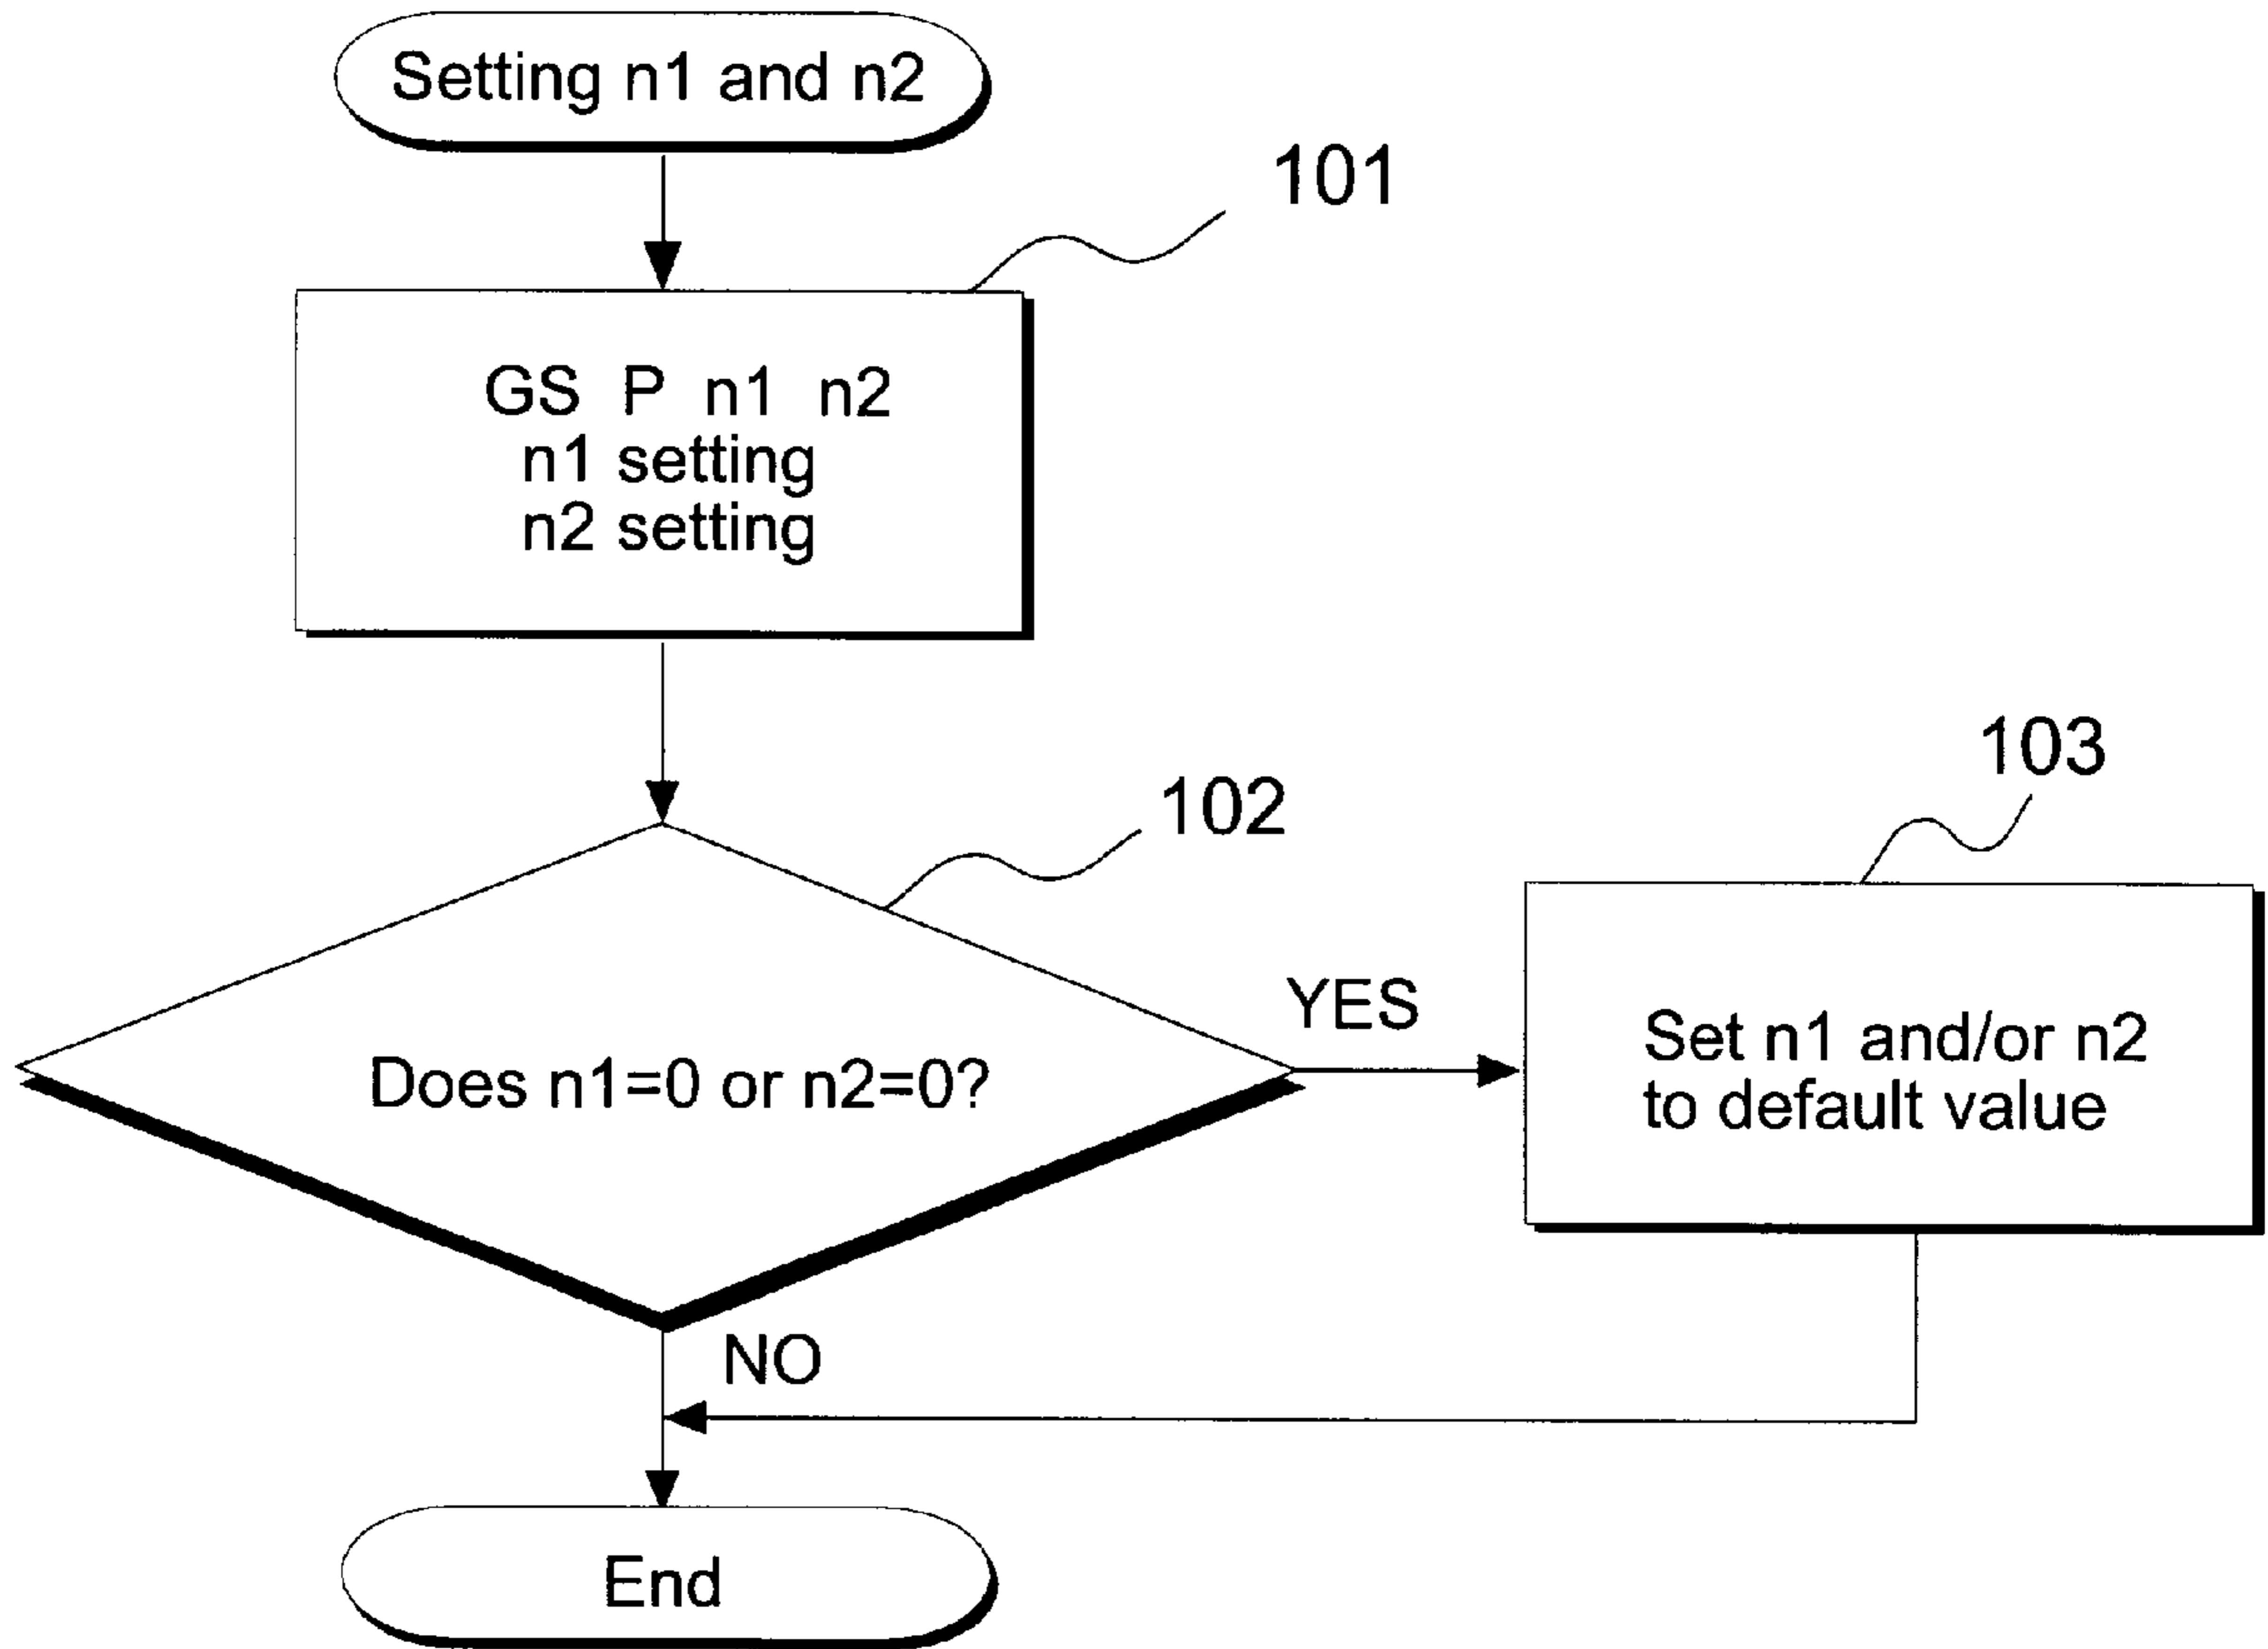 Setting n1 and n2
101
GS P n1 n2
n1 setting
n2 setting
102
103
Does n1=0 or n2=0?
YES
Set n1 and/or n2
to default value
NO
End